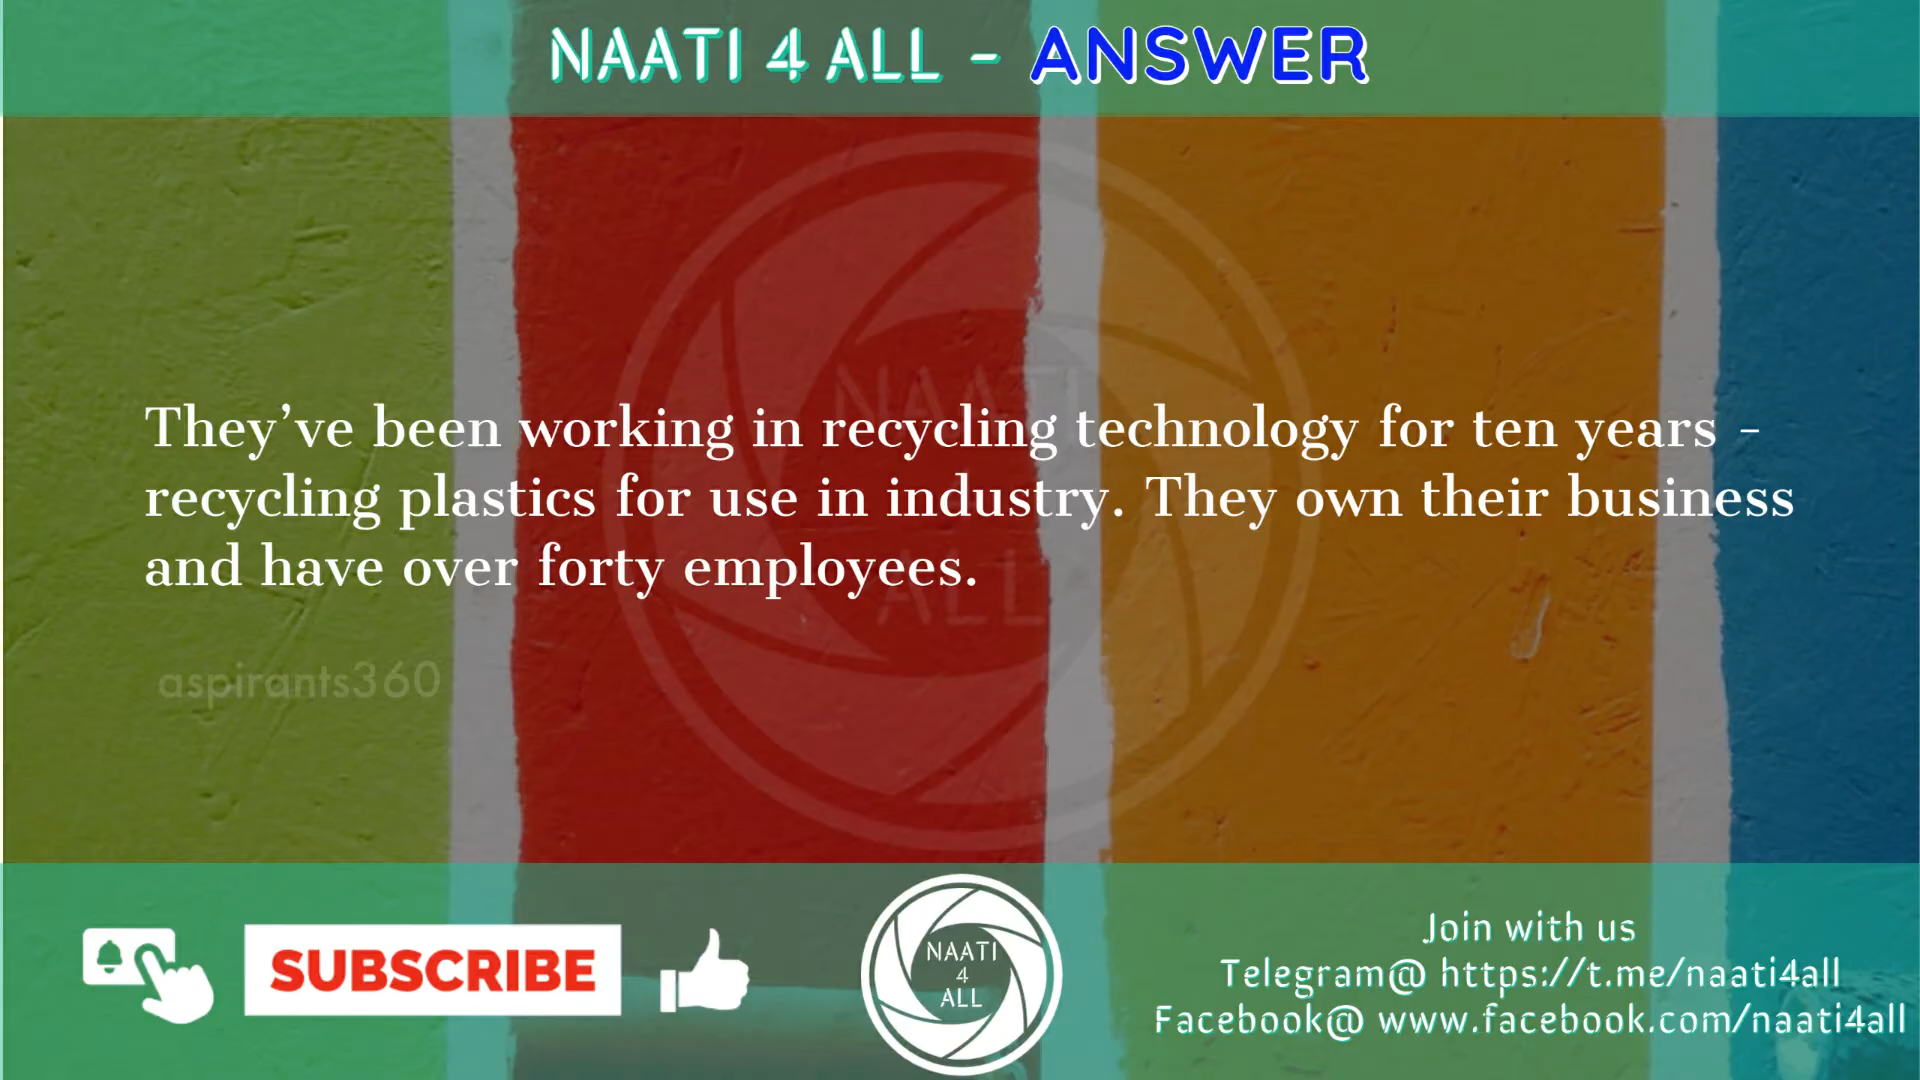 NAATI 4 ALL - ANSWER
NAATI
ALL
They’ve been working in recycling technology for ten years -
recycling plastics for use in industry. They own their business
and have over forty employees.
aspirants360
SUBSCRIBE
NAATI
4
ALL
Join with us
Telegram@ https://t.me/naati4all
Facebook@ www.facebook.com/naati4all